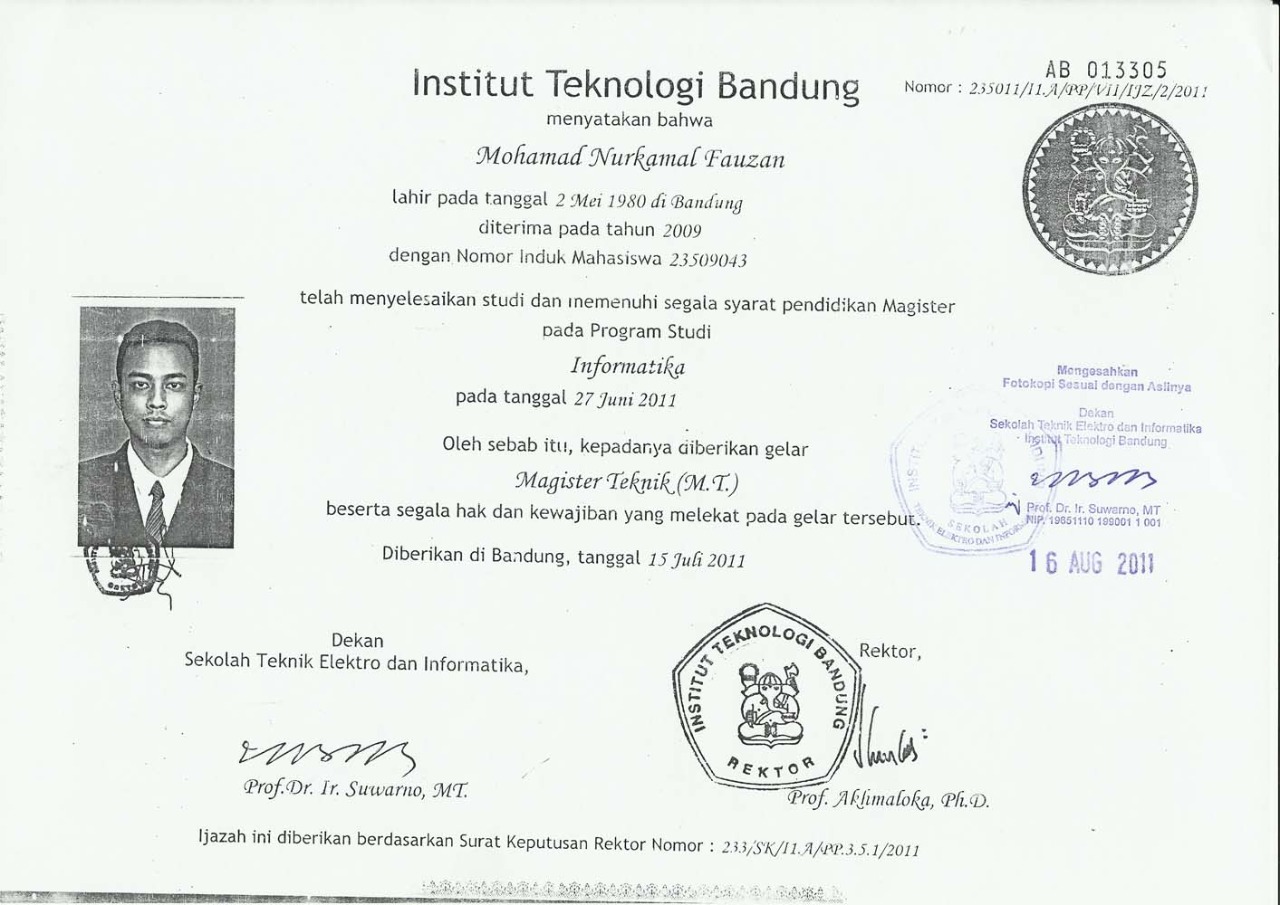 AB 013305
Institut Teknologi Bandung
Nomor : 235011/I1.A/PP/VII/IJZ/2/2011
menyatakan bahwa
Mohamad Nurkamal Fauzan
lahir pada tanggal 2 Mei 1980 di Bandung
diterima pada tahun 2009
dengan Nomor Induk Mahasiswa 23509043
telah menyelesaikan studi dan memenuhi segala syarat pendidikan Magister
pada Program Studi
Informatika
pada tanggal 27 Juni 2011
Oleh sebab itu, kepadanya diberikan gelar
Magister Teknik (M.T.)
beserta segala hak dan kewajiban yang melekat pada gelar tersebut.
Diberikan di Bandung, tanggal 15 Juli 2011
Mengesahkan
Fotokopi Sesuai dengan Aslinya
Dekan
Sekolah Teknik Elektro dan Informatika
Institut Teknologi Bandung
Prof. Dr. Ir. Suwarno, MT
NIP. 19651110 199001 1 001
SEKOLAH
16 AUG 2011
Dekan
Sekolah Teknik Elektro dan Informatika,
Prof.Dr. Ir. Suwarno, MT.
INSTITUT TEKNOLOGI BANDUNG
REKTOR
Rektor,
Prof. Akhmaloka, Ph.D.
Ijazah ini diberikan berdasarkan Surat Keputusan Rektor Nomor : 233/SK/I1.A/PP.3.5.1/2011